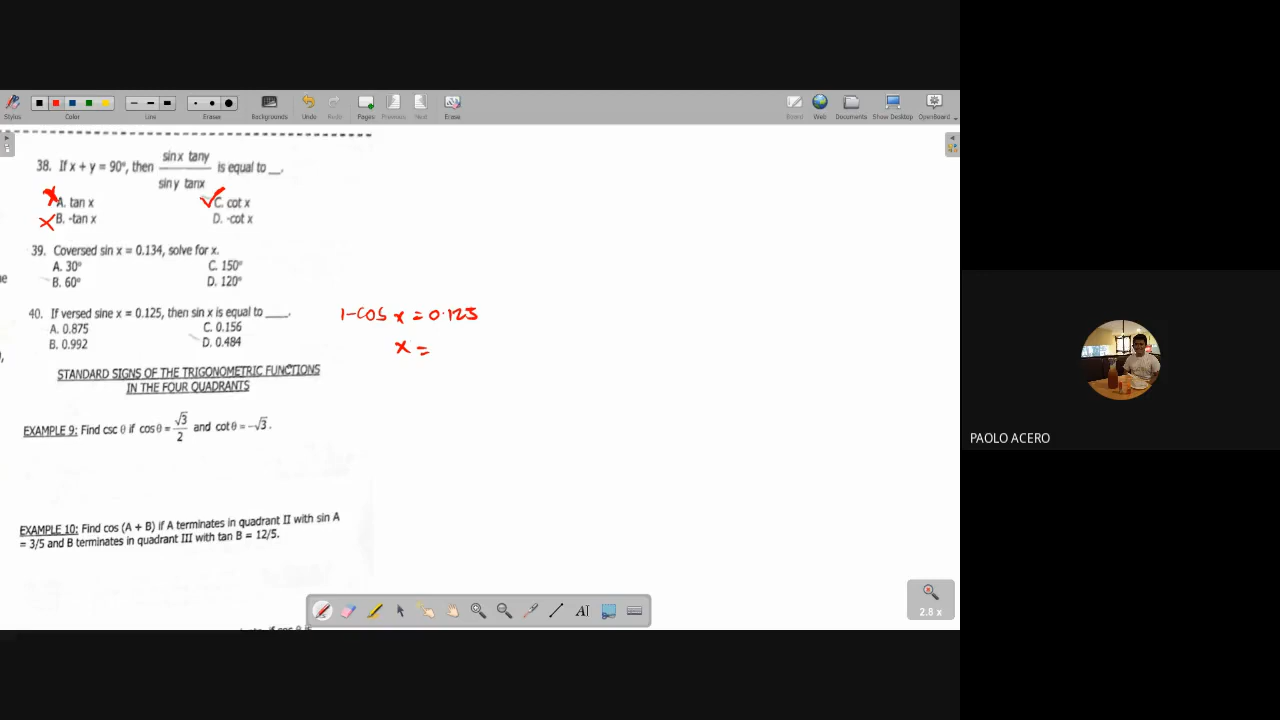 Stylus Color Line Eraser Backgrounds Undo Redo Pages Previous Next Erase Board Web Documents Show Desktop OpenBoard
38. If x + y = 90°, then sinx tany / siny tanx is equal to __.
X A. tan x ✓ C. cot x
X B. -tan x D. -cot x
39. Coversed sin x = 0.134, solve for x.
A. 30° C. 150°
B. 60° D. 120°
40. If versed sine x = 0.125, then sin x is equal to ____.
A. 0.875 C. 0.156
B. 0.992 D. 0.484
1-COS x = 0.125
x =
STANDARD SIGNS OF THE TRIGONOMETRIC FUNCTIONS
IN THE FOUR QUADRANTS
EXAMPLE 9: Find csc θ if cosθ = √3/2 and cotθ = -√3.
EXAMPLE 10: Find cos (A + B) if A terminates in quadrant II with sin A
= 3/5 and B terminates in quadrant III with tan B = 12/5.
2.6 x
PAOLO ACERO